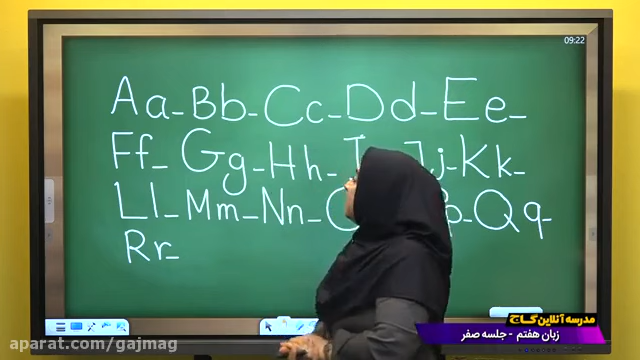 09:22
Aa-Bb-Cc-Dd-Ee-
Ff-Gg-Hh-I Jj-Kk-
Ll-Mm-Nn- p-Qq-
Rr-
مدرسه آنلاین گاج
زبان هفتم - جلسه صفر
aparat.com/gajmag